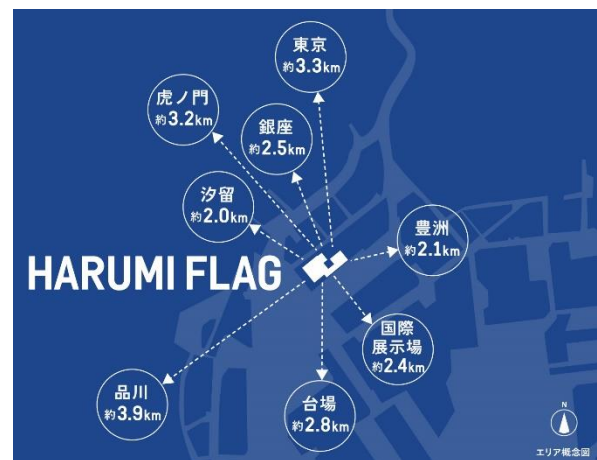 東京
約3.3km
虎ノ門
約3.2km
銀座
約2.5km
汐留
約2.0km
豊洲
約2.1km
HARUMI FLAG
国際
展示場
約2.4km
品川
約3.9km
台場
約2.8km
N
エリア概念図